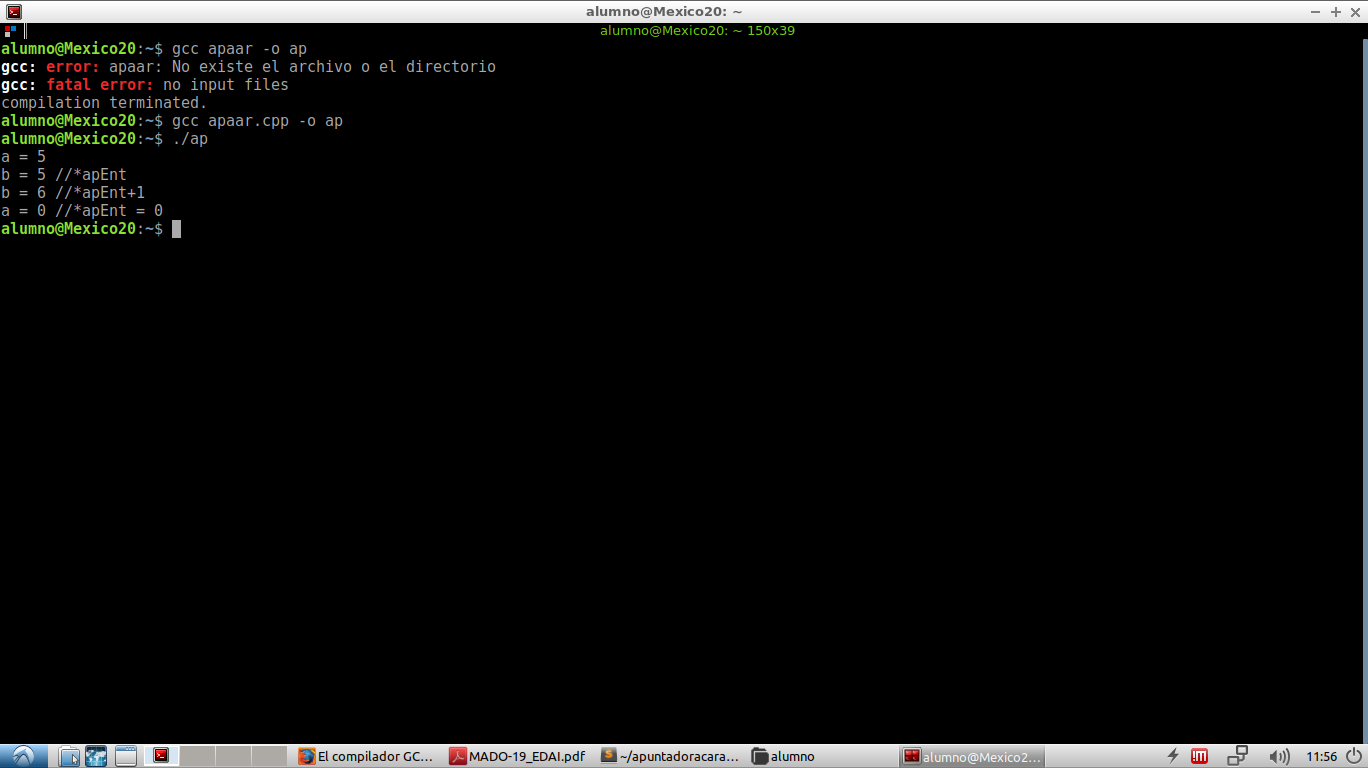 alumno@Mexico20: ~
alumno@Mexico20: ~ 150x39
alumno@Mexico20:~$ gcc apaar -o ap
gcc: error: apaar: No existe el archivo o el directorio
gcc: fatal error: no input files
compilation terminated.
alumno@Mexico20:~$ gcc apaar.cpp -o ap
alumno@Mexico20:~$ ./ap
a = 5
b = 5 //*apEnt
b = 6 //*apEnt+1
a = 0 //*apEnt = 0
alumno@Mexico20:~$
El compilador GC... MADO-19_EDAI.pdf ~/apuntadoracara... alumno alumno@Mexico2... 11:56